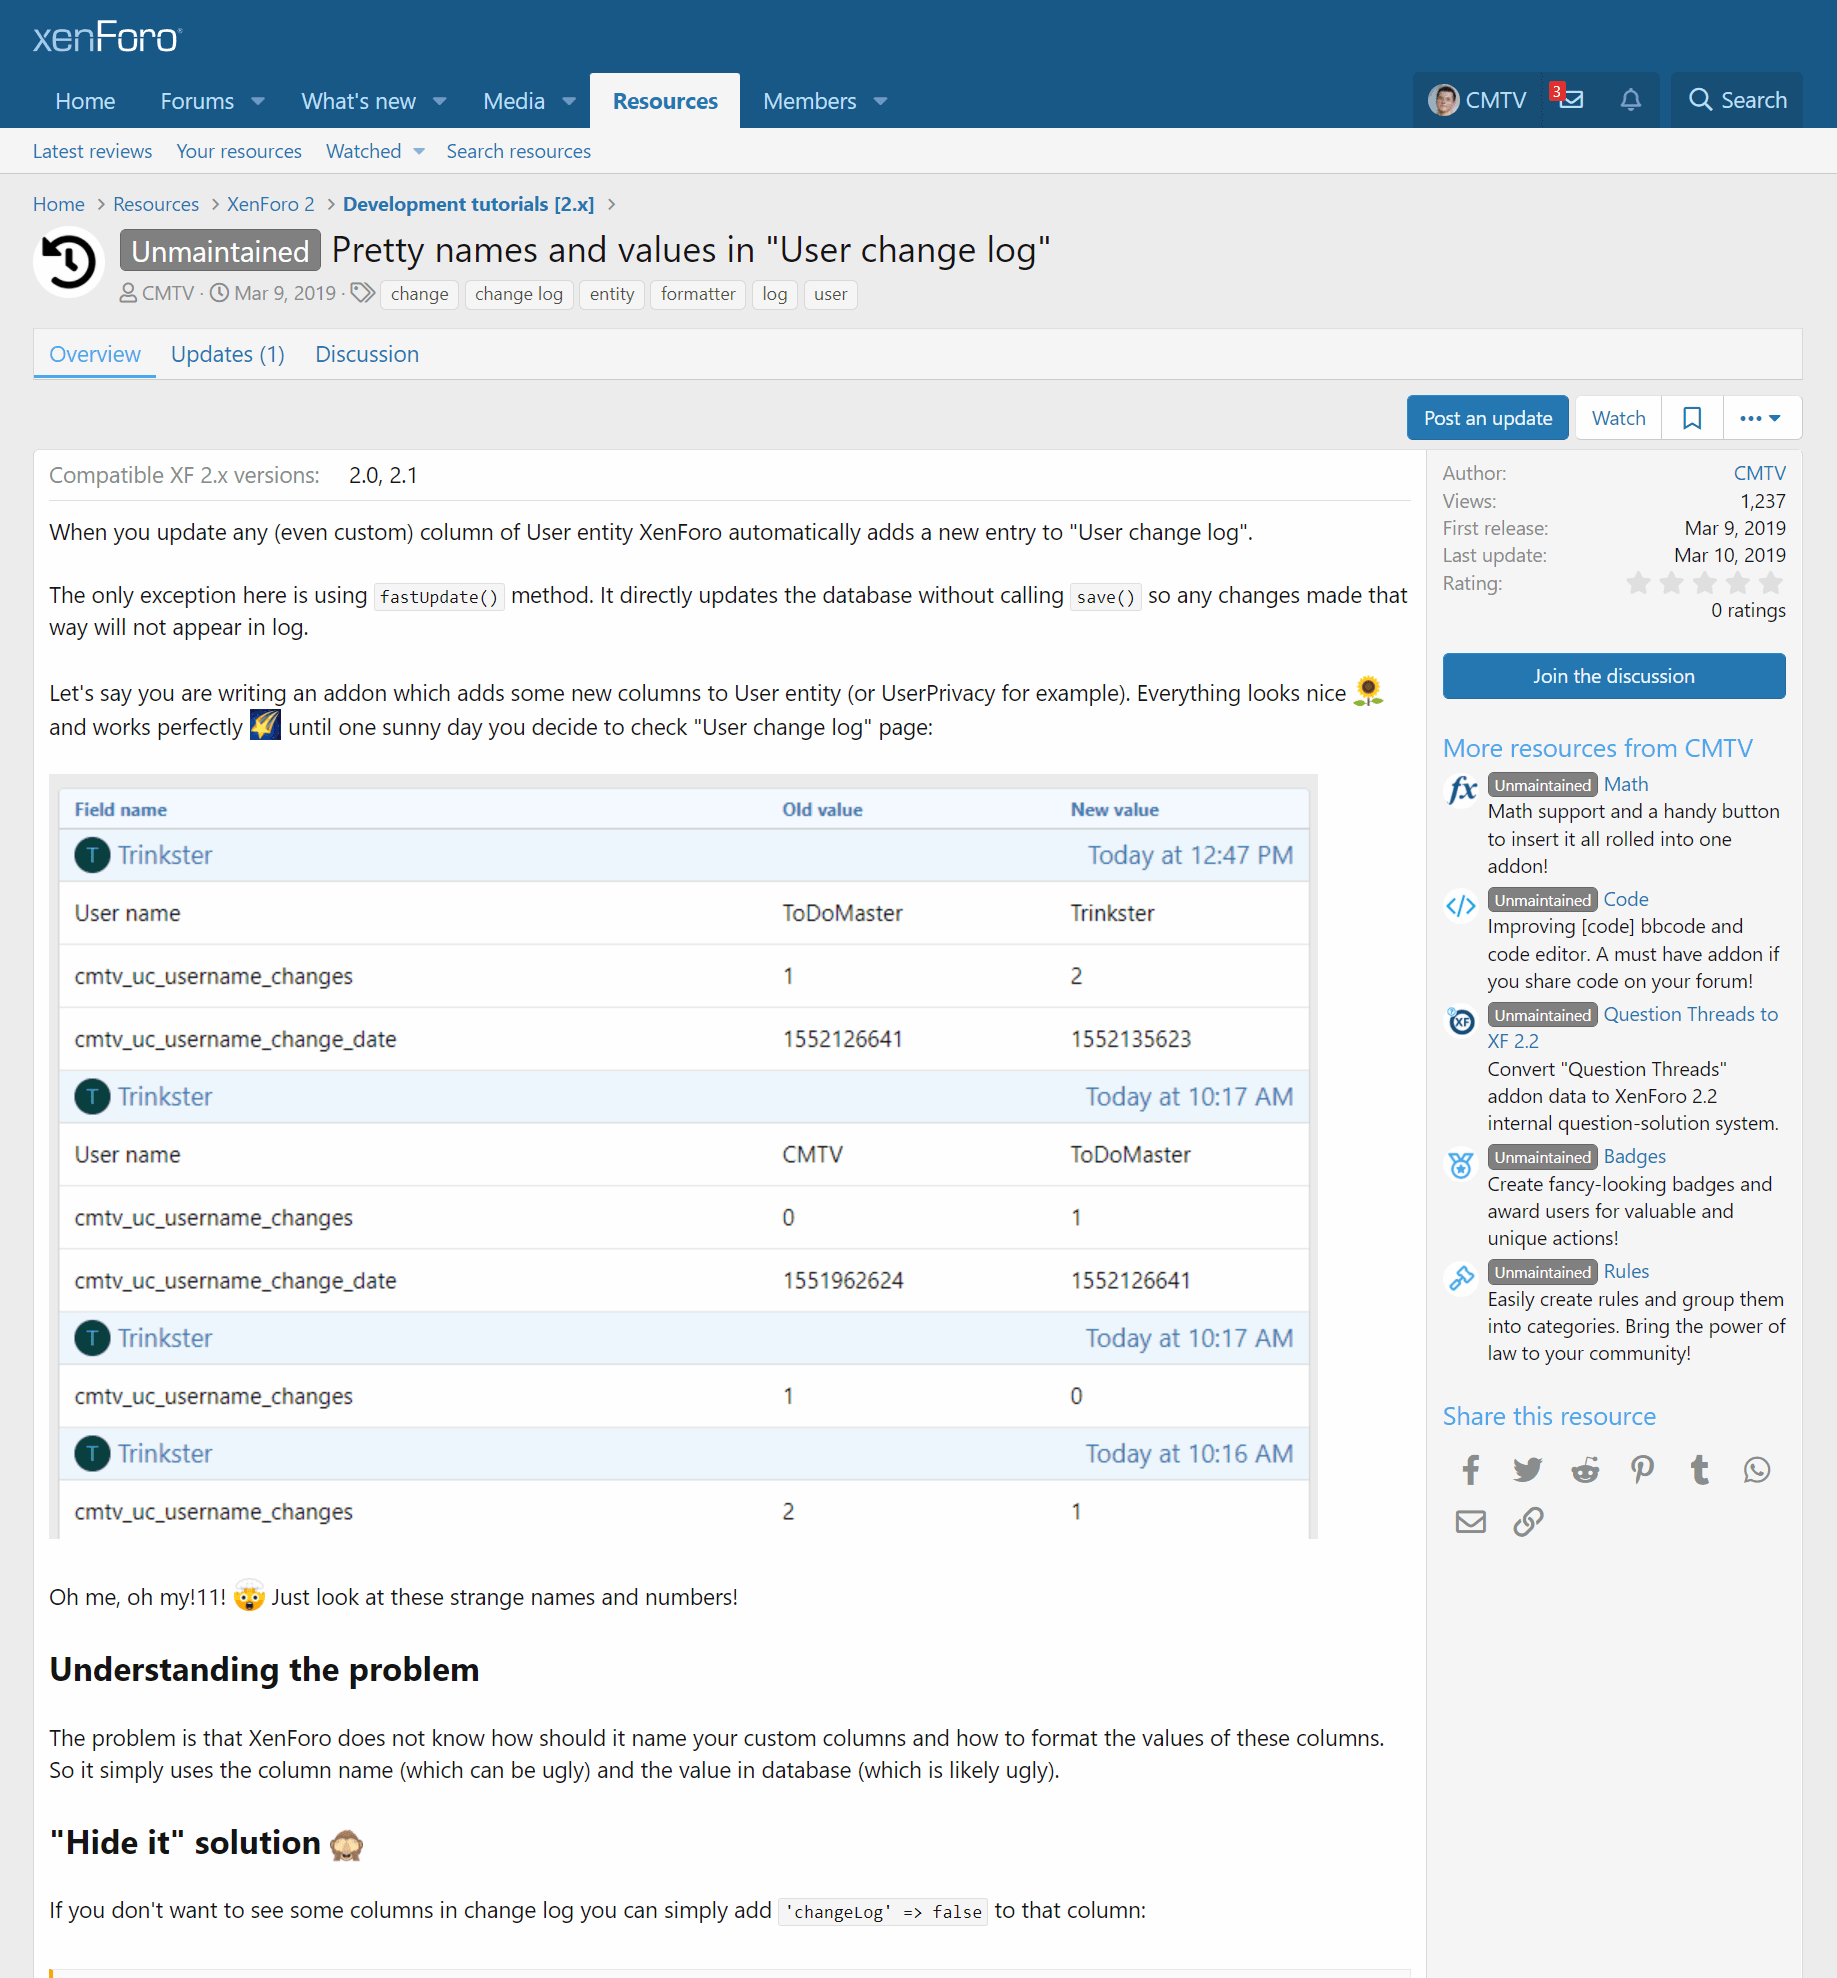 xenForo
Home Forums What's new Media Resources Members CMTV 3 Search
Latest reviews Your resources Watched Search resources
Home Resources XenForo 2 Development tutorials [2.x]
Unmaintained Pretty names and values in "User change log"
CMTV · Mar 9, 2019 · change change log entity formatter log user
Overview Updates (1) Discussion
Post an update Watch
Compatible XF 2.x versions: 2.0, 2.1
When you update any (even custom) column of User entity XenForo automatically adds a new entry to "User change log".
The only exception here is using fastUpdate() method. It directly updates the database without calling save() so any changes made that
way will not appear in log.
Let's say you are writing an addon which adds some new columns to User entity (or UserPrivacy for example). Everything looks nice
and works perfectly until one sunny day you decide to check "User change log" page:
Field name Old value New value
T Trinkster Today at 12:47 PM
User name ToDoMaster Trinkster
cmtv_uc_username_changes 1 2
cmtv_uc_username_change_date 1552126641 1552135623
T Trinkster Today at 10:17 AM
User name CMTV ToDoMaster
cmtv_uc_username_changes 0 1
cmtv_uc_username_change_date 1551962624 1552126641
T Trinkster Today at 10:17 AM
cmtv_uc_username_changes 1 0
T Trinkster Today at 10:16 AM
cmtv_uc_username_changes 2 1
Oh me, oh my!11! Just look at these strange names and numbers!
Understanding the problem
The problem is that XenForo does not know how should it name your custom columns and how to format the values of these columns.
So it simply uses the column name (which can be ugly) and the value in database (which is likely ugly).
"Hide it" solution
If you don't want to see some columns in change log you can simply add 'changeLog' => false to that column:
Author: CMTV
Views: 1,237
First release: Mar 9, 2019
Last update: Mar 10, 2019
Rating:
0 ratings
Join the discussion
More resources from CMTV
fx Unmaintained Math
Math support and a handy button
to insert it all rolled into one
addon!
</> Unmaintained Code
Improving [code] bbcode and
code editor. A must have addon if
you share code on your forum!
XF Unmaintained Question Threads to
XF 2.2
Convert "Question Threads"
addon data to XenForo 2.2
internal question-solution system.
Unmaintained Badges
Create fancy-looking badges and
award users for valuable and
unique actions!
Unmaintained Rules
Easily create rules and group them
into categories. Bring the power of
law to your community!
Share this resource